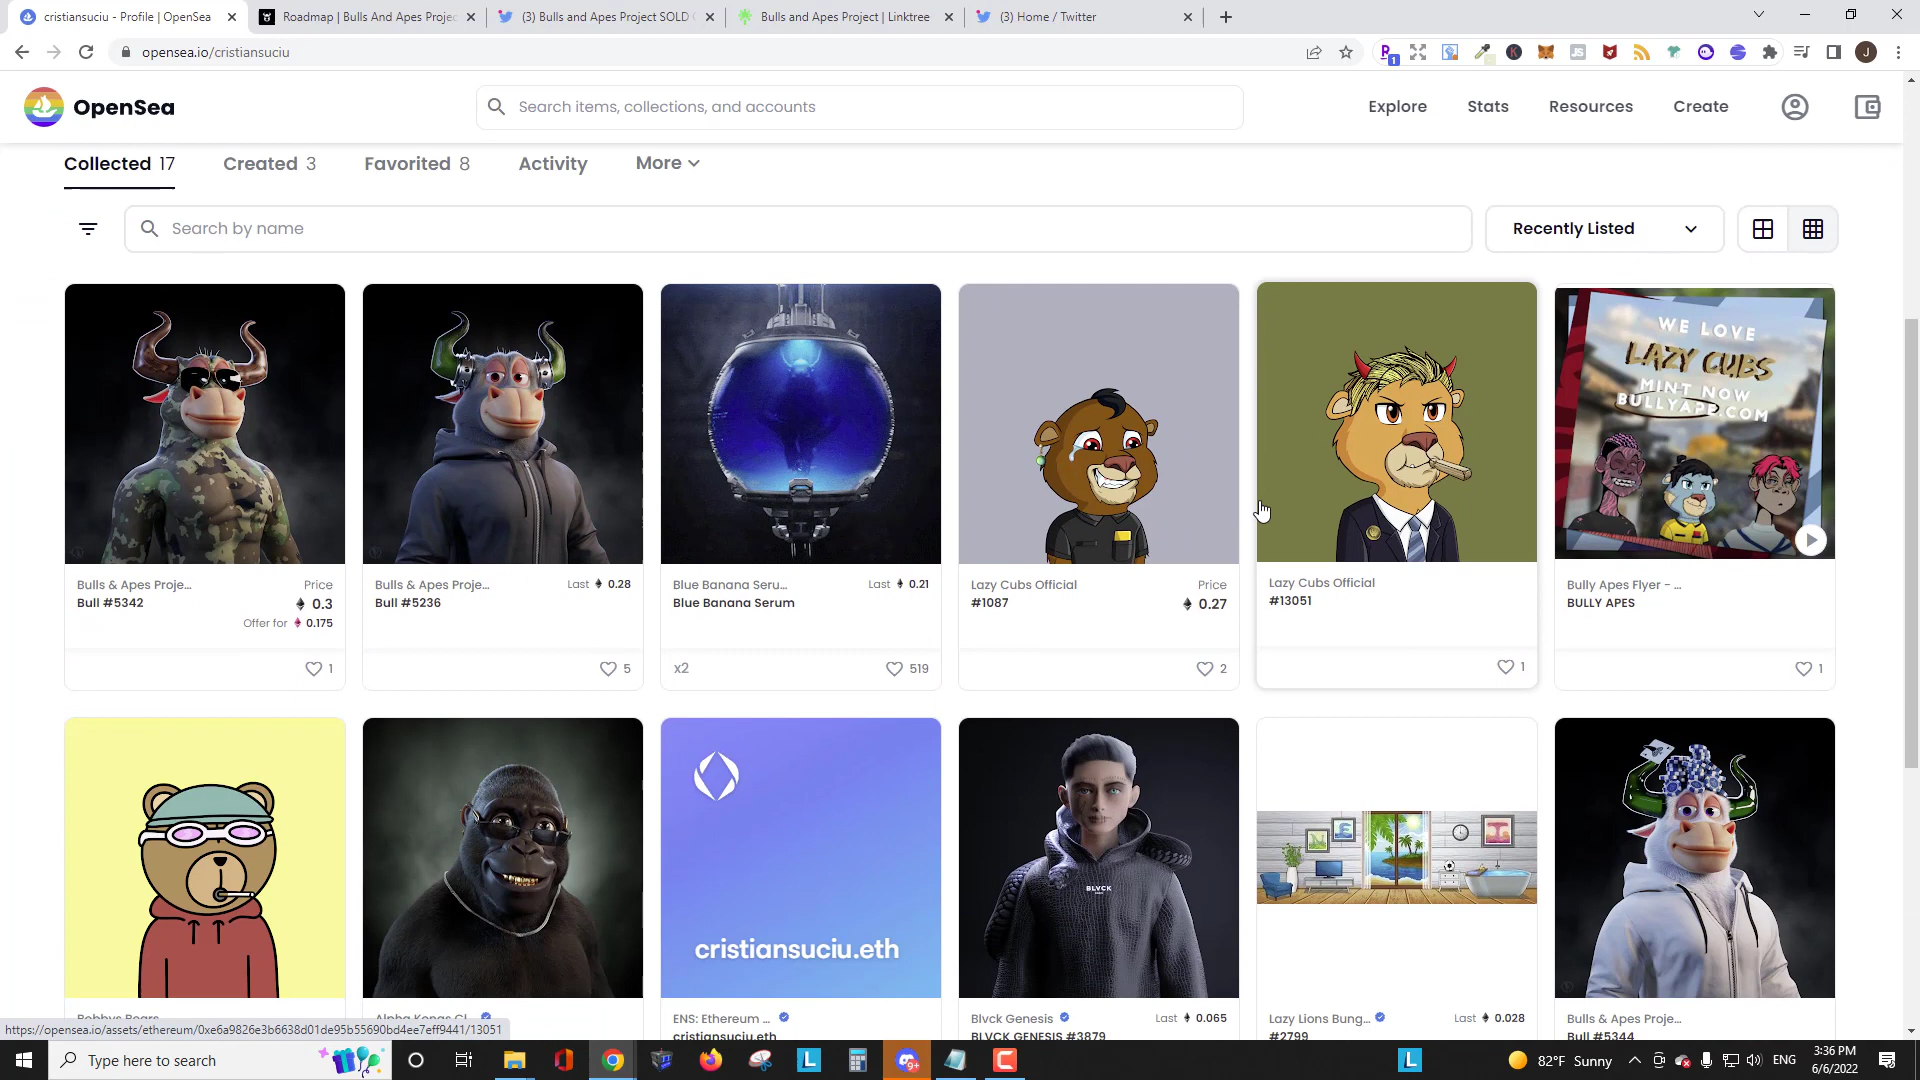 cristiansuciu - Profile | OpenSea
Roadmap | Bulls And Apes Projec
(3) Bulls and Apes Project SOLD
Bulls and Apes Project | Linktree
(3) Home / Twitter
opensea.io/cristiansuciu
1
J
OpenSea
Search items, collections, and accounts
Explore
Stats
Resources
Create
Collected 17
Created 3
Favorited 8
Activity
More
Search by name
Recently Listed
Bulls & Apes Proje...
Price
Bull #5342
0.3
Offer for 0.175
1
Bulls & Apes Proje...
Last 0.28
Bull #5236
5
Blue Banana Seru...
Last 0.21
Blue Banana Serum
x2
519
Lazy Cubs Official
Price
#1087
0.27
2
Lazy Cubs Official
#13051
1
WE LOVE
LAZY CUBS
MINT NOW
BULLYAPE.COM
Bully Apes Flyer - ...
BULLY APES
1
Bobbys Bears
Alpha Kongs Cl...
cristiansuciu.eth
ENS: Ethereum ...
cristiansuciu.eth
BLVCK
Blvck Genesis
Last 0.065
BLVCK GENESIS #3879
Lazy Lions Bung...
Last 0.028
#2799
Bulls & Apes Proje...
Bull #5344
https://opensea.io/assets/ethereum/0xe6a9826e3b6638d01de95b55690bd4ee7eff9441/13051
Type here to search
9+
82°F Sunny
ENG
3:36 PM
6/6/2022